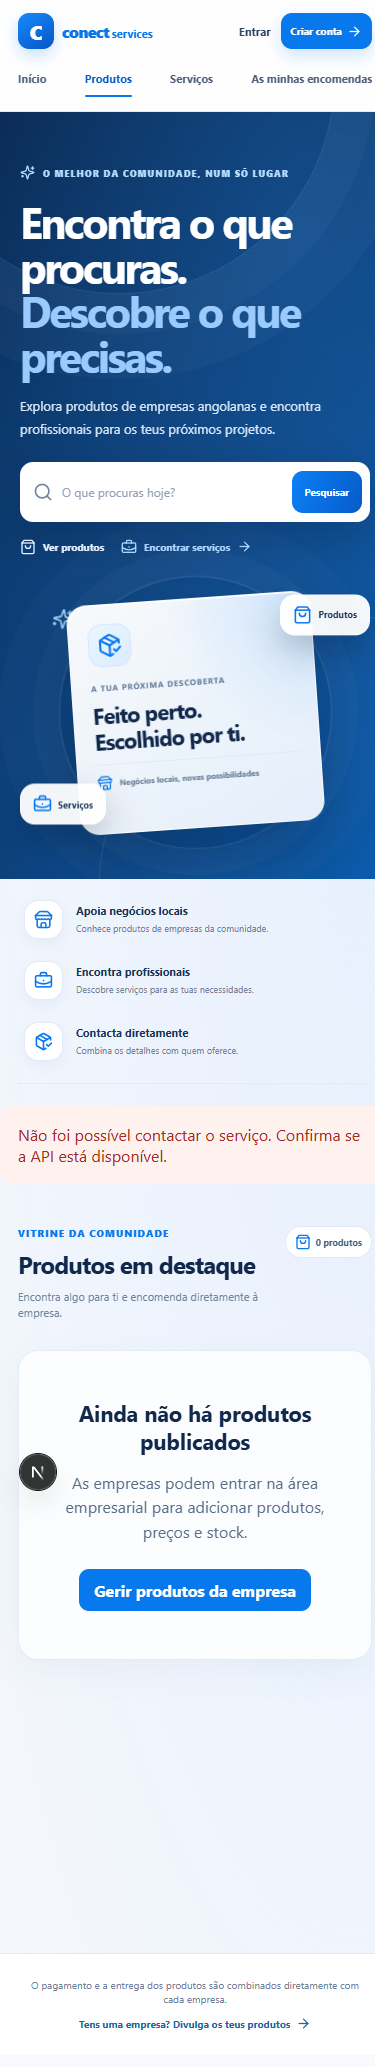 C conect services
Entrar
Criar conta
Início
Produtos
Serviços
As minhas encomendas
O MELHOR DA COMUNIDADE, NUM SÓ LUGAR
Encontra o que
procuras.
Descobre o que
precisas.
Explora produtos de empresas angolanas e encontra
profissionais para os teus próximos projetos.
O que procuras hoje?
Pesquisar
Ver produtos
Encontrar serviços
Produtos
A TUA PRÓXIMA DESCOBERTA
Feito perto.
Escolhido por ti.
Negócios locais, novas possibilidades
Serviços
Apoia negócios locais
Conhece produtos de empresas da comunidade.
Encontra profissionais
Descobre serviços para as tuas necessidades.
Contacta diretamente
Combina os detalhes com quem oferece.
Não foi possível contactar o serviço. Confirma se
a API está disponível.
VITRINE DA COMUNIDADE
0 produtos
Produtos em destaque
Encontra algo para ti e encomenda diretamente à
empresa.
Ainda não há produtos
publicados
N
As empresas podem entrar na área
empresarial para adicionar produtos,
preços e stock.
Gerir produtos da empresa
O pagamento e a entrega dos produtos são combinados diretamente com
cada empresa.
Tens uma empresa? Divulga os teus produtos